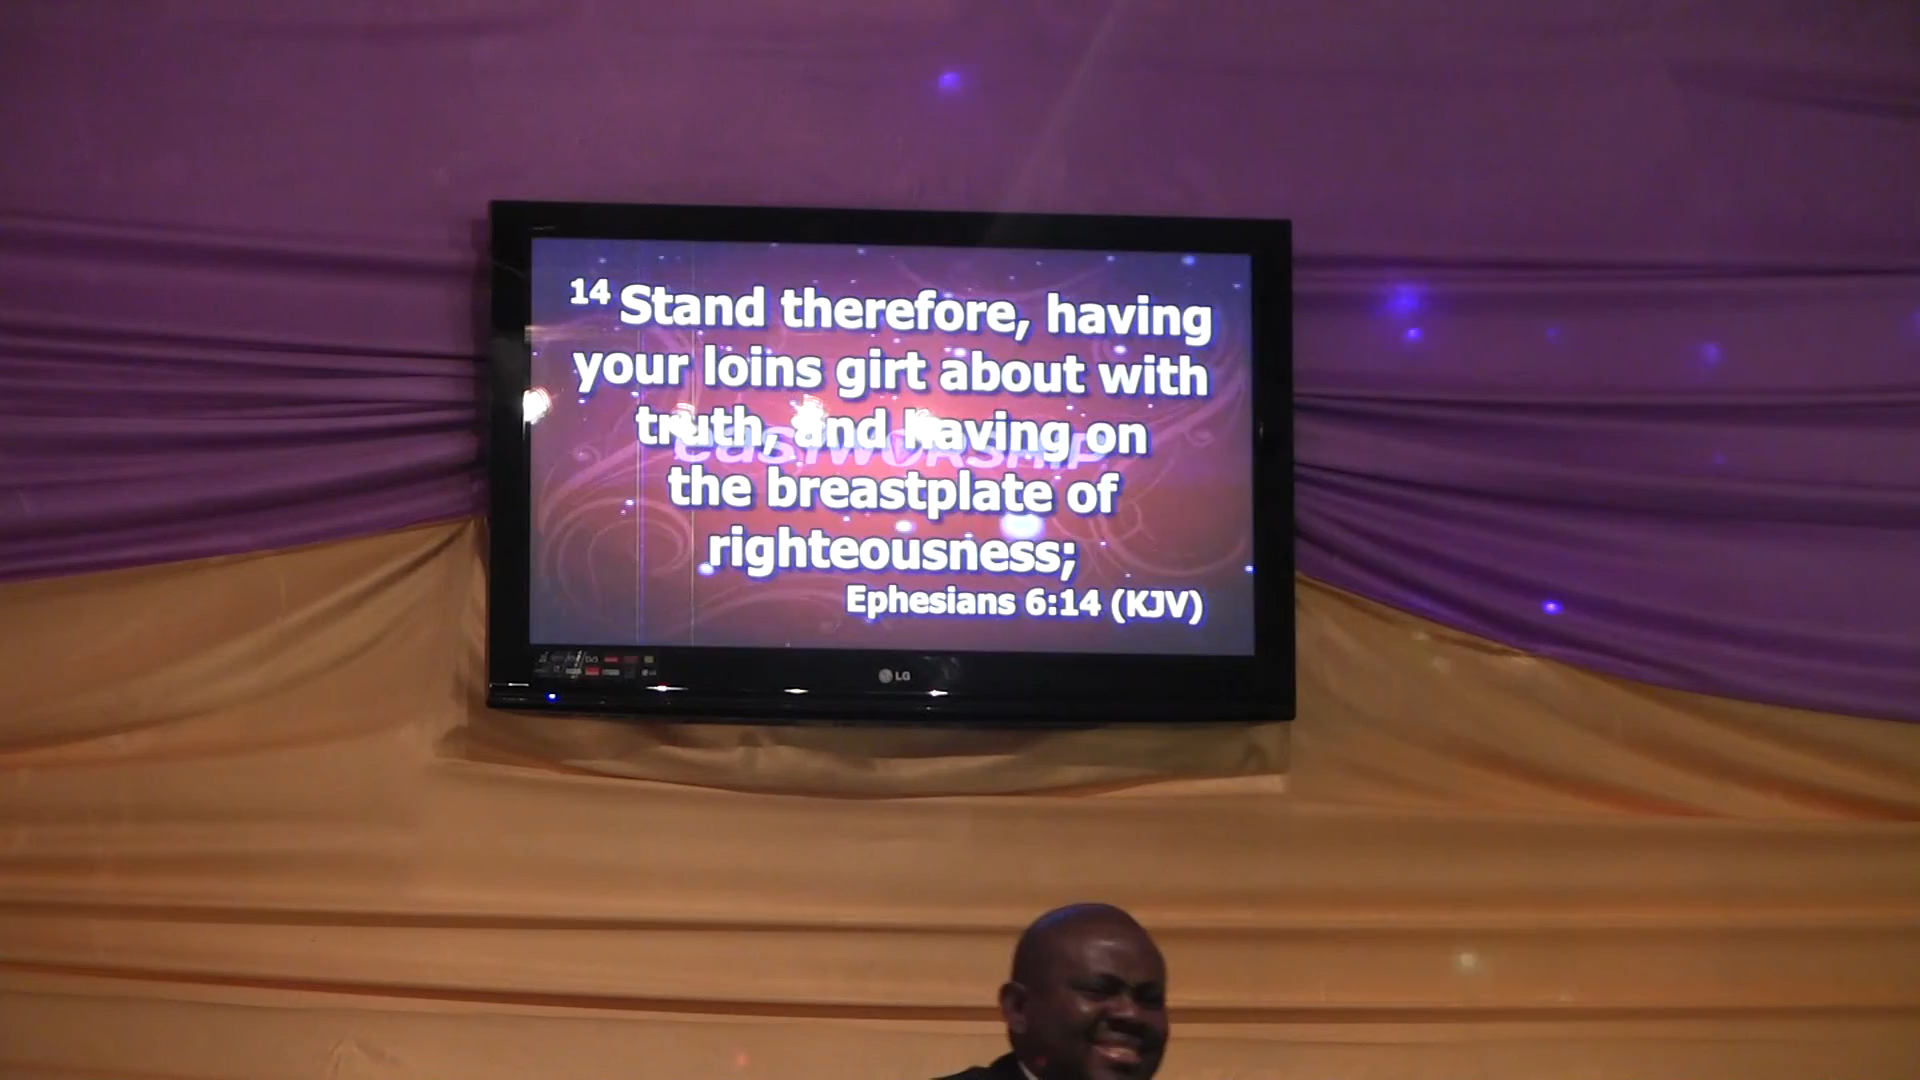 14 Stand therefore, having
your loins girt about with
truth, and having on
the breastplate of
righteousness;
Ephesians 6:14 (KJV)
easiWORSHIP
LG